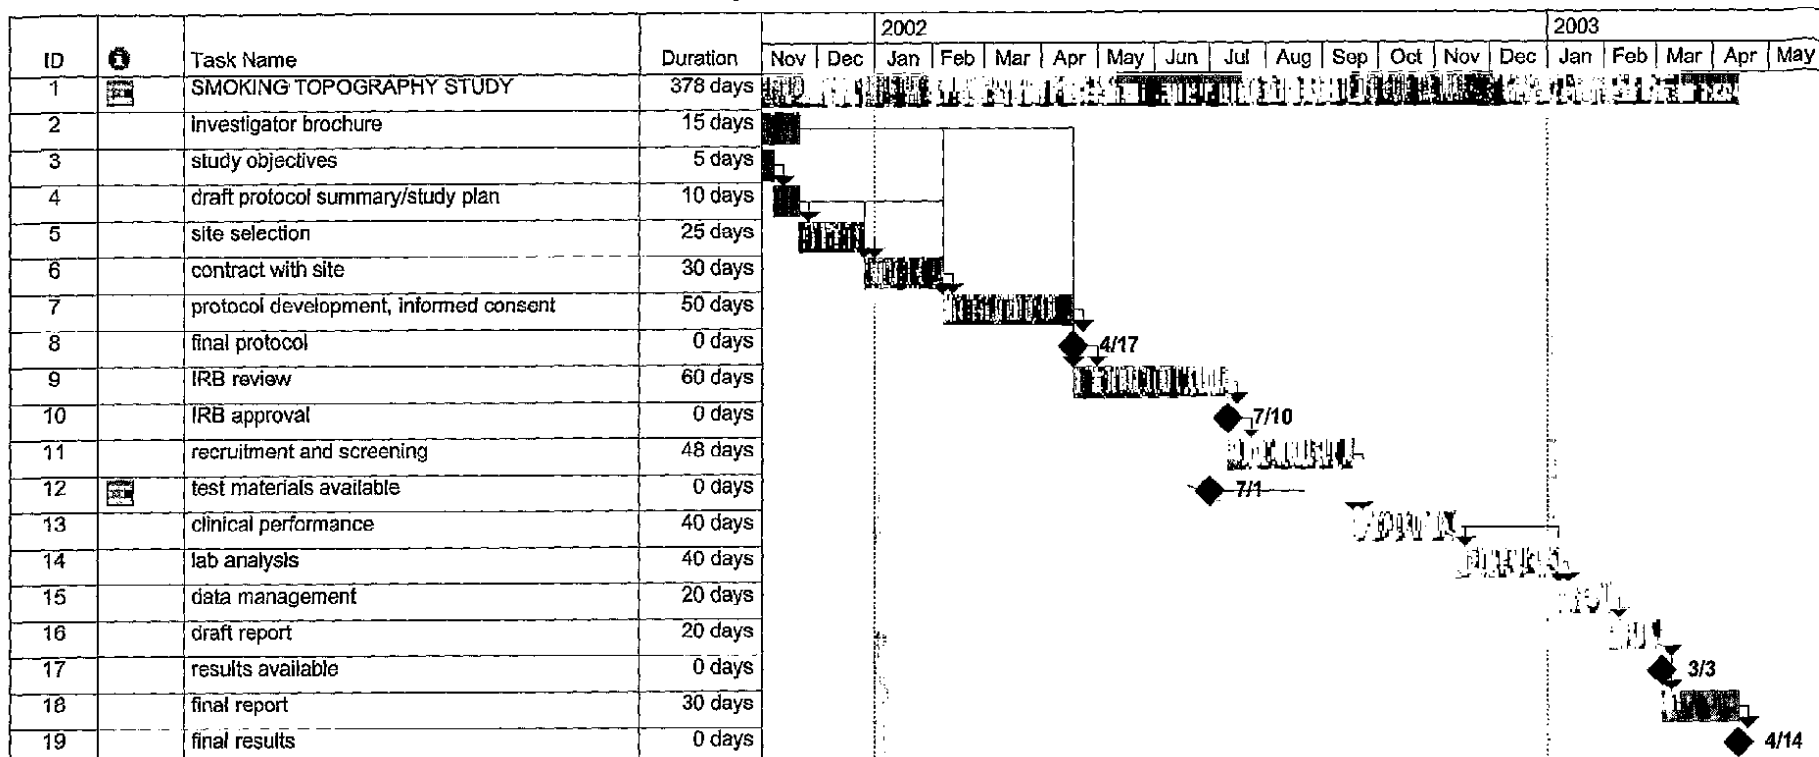 2002 2003
ID Task Name Duration Nov Dec Jan Feb Mar Apr May Jun Jul Aug Sep Oct Nov Dec Jan Feb Mar Apr May
1 SMOKING TOPOGRAPHY STUDY 378 days
2 investigator brochure 15 days
3 study objectives 5 days
4 draft protocol summary/study plan 10 days
5 site selection 25 days
6 contract with site 30 days
7 protocol development, informed consent 50 days
8 final protocol 0 days 4/17
9 IRB review 60 days
10 IRB approval 0 days 7/10
11 recruitment and screening 48 days
12 test materials available 0 days 7/1
13 clinical performance 40 days
14 lab analysis 40 days
15 data management 20 days
16 draft report 20 days
17 results available 0 days 3/3
18 final report 30 days
19 final results 0 days 4/14